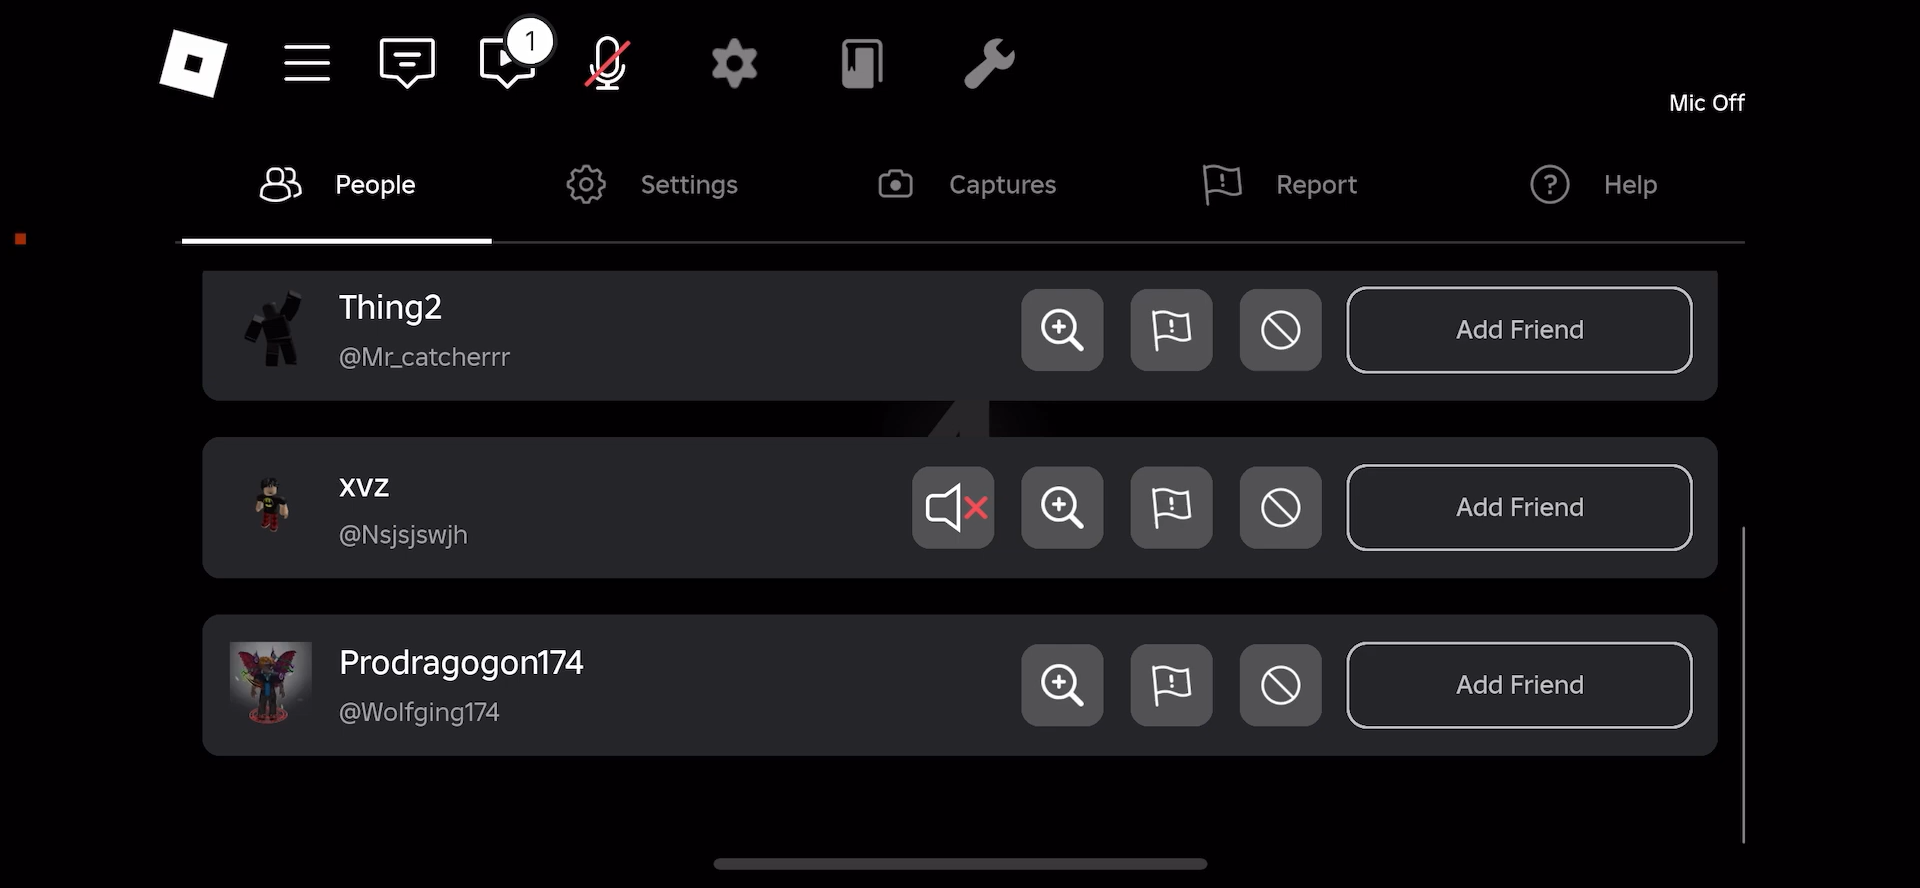 1
Mic Off
People
Settings
Captures
Report
Help
Thing2
@Mr_catcherrr
Add Friend
xvz
@Nsjsjswjh
Add Friend
Prodragogon174
@Wolfging174
Add Friend